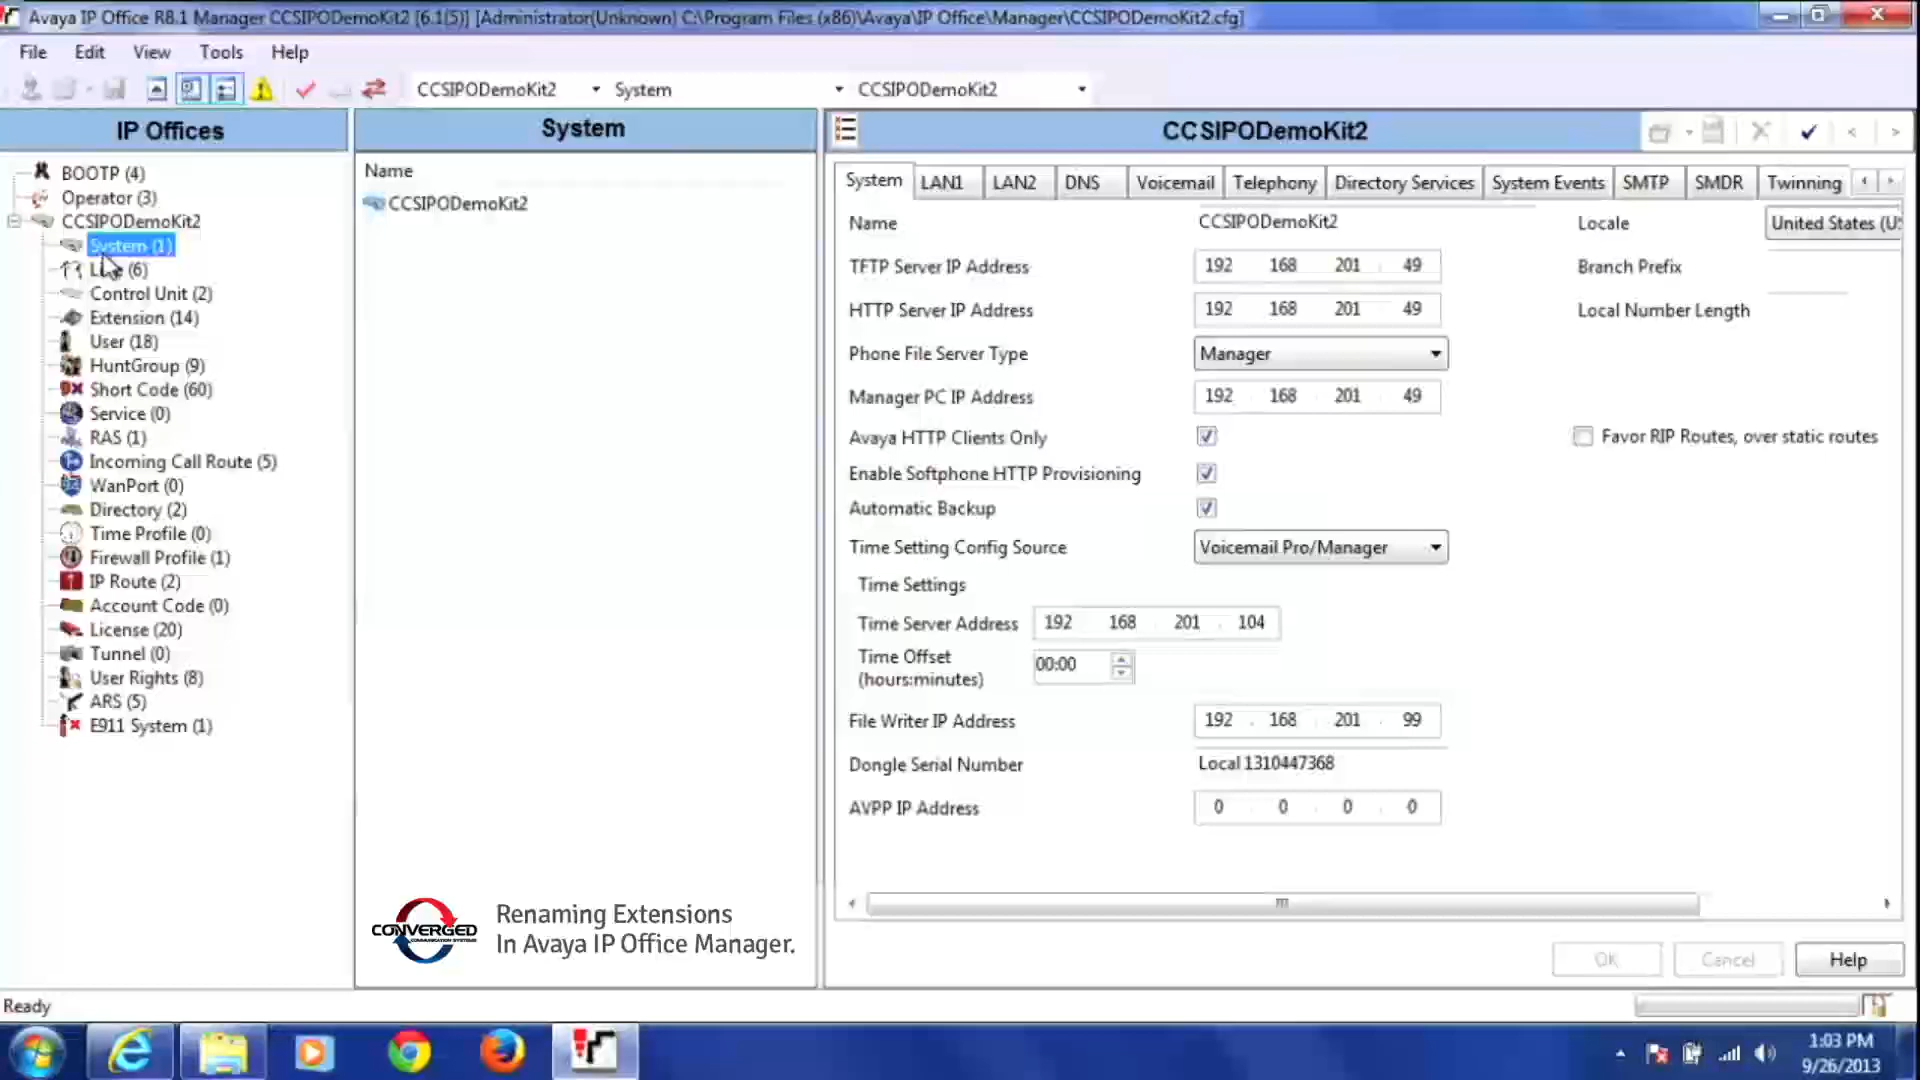 Avaya IP Office R8.1 Manager CCSIPODemoKit2 [6.1(5)] [Administrator(Unknown) C:\Program Files (x86)\Avaya\IP Office\Manager\CCSIPODemoKit2.cfg]
File Edit View Tools Help
CCSIPODemoKit2 System CCSIPODemoKit2
IP Offices
BOOTP (4)
Operator (3)
CCSIPODemoKit2
System (1)
(6)
Control Unit (2)
Extension (14)
User (18)
HuntGroup (9)
Short Code (60)
Service (0)
RAS (1)
Incoming Call Route (5)
WanPort (0)
Directory (2)
Time Profile (0)
Firewall Profile (1)
IP Route (2)
Account Code (0)
License (20)
Tunnel (0)
User Rights (8)
ARS (5)
E911 System (1)
System
Name
CCSIPODemoKit2
CONVERGED
Renaming Extensions
In Avaya IP Office Manager.
CCSIPODemoKit2
System LAN1 LAN2 DNS Voicemail Telephony Directory Services System Events SMTP SMDR Twinning
Name CCSIPODemoKit2 Locale United States (US
TFTP Server IP Address 192 168 201 49 Branch Prefix
HTTP Server IP Address 192 168 201 49 Local Number Length
Phone File Server Type Manager
Manager PC IP Address 192 168 201 49
Avaya HTTP Clients Only Favor RIP Routes, over static routes
Enable Softphone HTTP Provisioning
Automatic Backup
Time Setting Config Source Voicemail Pro/Manager
Time Settings
Time Server Address 192 168 201 104
Time Offset 00:00
(hours:minutes)
File Writer IP Address 192 168 201 99
Dongle Serial Number Local 1310447368
AVPP IP Address 0 0 0 0
OK Cancel Help
Ready
1:03 PM
9/26/2013